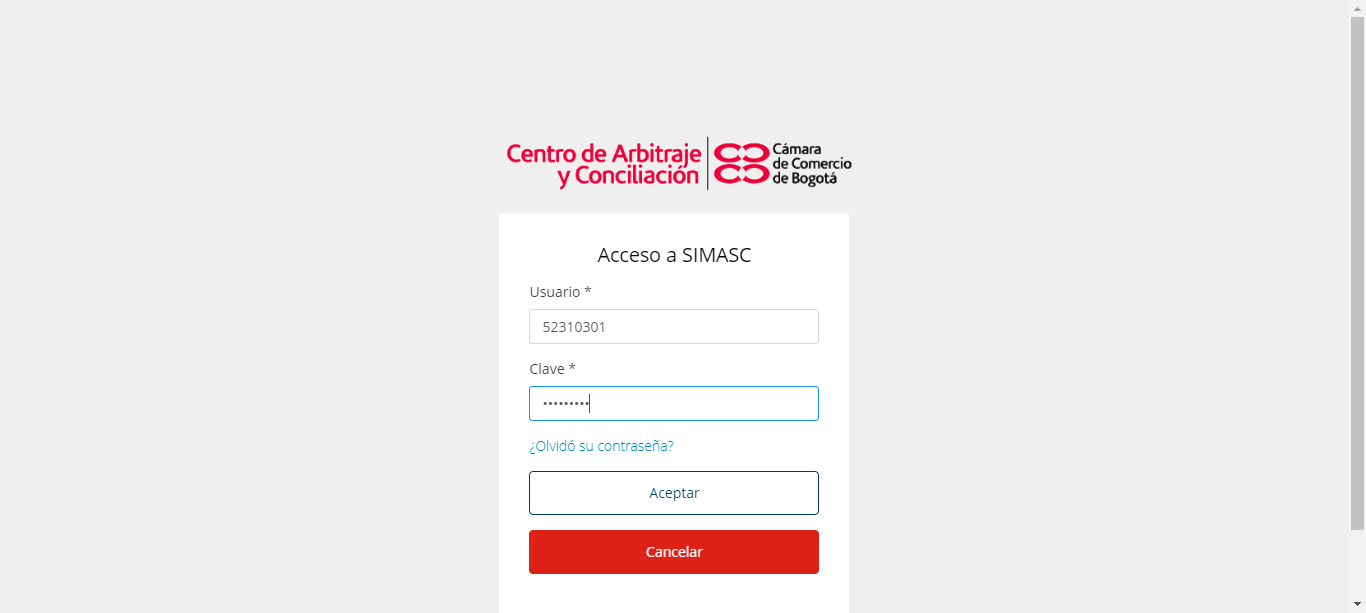 Centro de Arbitraje
y Conciliación
Cámara
de Comercio
de Bogotá
Acceso a SIMASC
Usuario *
52310301
Clave *
•••••••••
¿Olvidó su contraseña?
Aceptar
Cancelar